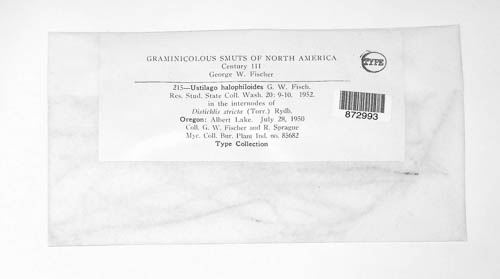 GRAMINICOLOUS SMUTS OF NORTH AMERICA
Century III
George W. Fischer
TYPE
215—Ustilago halophiloides G. W. Fisch.
Res. Stud. State Coll. Wash. 20: 9-10. 1952.
in the internodes of
Distichlis stricta (Torr.) Rydb.
Oregon: Albert Lake. July 28, 1950
Coll. G. W. Fischer and R. Sprague
Myc. Coll. Bur. Plant Ind. no. 85682
Type Collection
872993